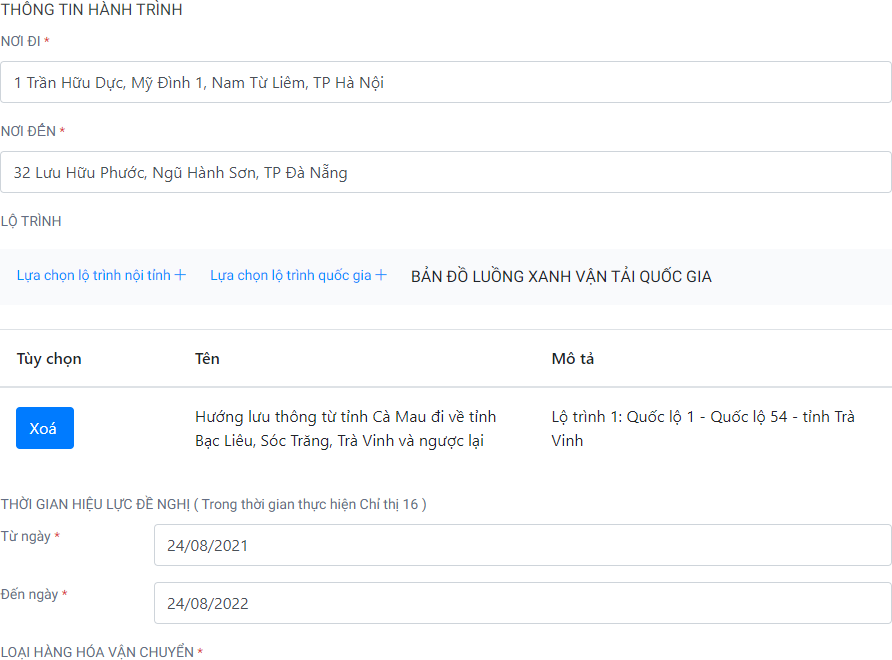 THÔNG TIN HÀNH TRÌNH
NƠI ĐI *
1 Trần Hữu Dực, Mỹ Đình 1, Nam Từ Liêm, TP Hà Nội
NƠI ĐẾN *
32 Lưu Hữu Phước, Ngũ Hành Sơn, TP Đà Nẵng
LỘ TRÌNH
Lựa chọn lộ trình nội tỉnh + Lựa chọn lộ trình quốc gia + BẢN ĐỒ LUỒNG XANH VẬN TẢI QUỐC GIA
Tùy chọn Tên Mô tả
Xoá
Hướng lưu thông từ tỉnh Cà Mau đi về tỉnh
Bạc Liêu, Sóc Trăng, Trà Vinh và ngược lại
Lộ trình 1: Quốc lộ 1 - Quốc lộ 54 - tỉnh Trà
Vinh
THỜI GIAN HIỆU LỰC ĐỀ NGHỊ ( Trong thời gian thực hiện Chỉ thị 16 )
Từ ngày * 24/08/2021
Đến ngày * 24/08/2022
LOẠI HÀNG HÓA VẬN CHUYỂN *